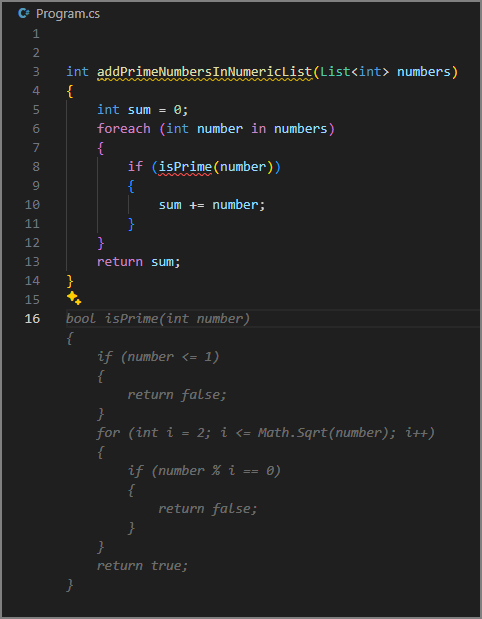 C# Program.cs
1
2
3 int addPrimeNumbersInNumericList(List<int> numbers)
4 {
5     int sum = 0;
6     foreach (int number in numbers)
7     {
8         if (isPrime(number))
9         {
10             sum += number;
11         }
12     }
13     return sum;
14 }
15
16 bool isPrime(int number)
{
    if (number <= 1)
    {
        return false;
    }
    for (int i = 2; i <= Math.Sqrt(number); i++)
    {
        if (number % i == 0)
        {
            return false;
        }
    }
    return true;
}